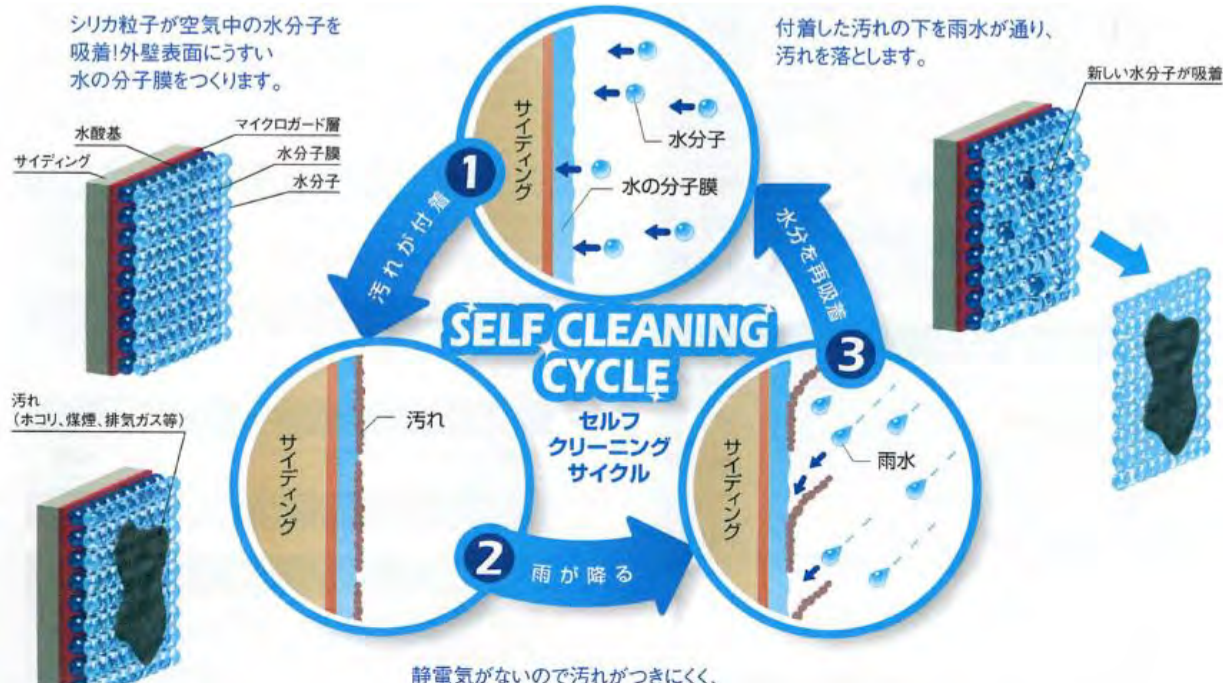 シリカ粒子が空気中の水分子を
吸着!外壁表面にうすい
水の分子膜をつくります。
水酸基
マイクロガード層
サイディング
水分子膜
水分子
サイディング
水分子
水の分子膜
1
汚れが付着
付着した汚れの下を雨水が通り、
汚れを落とします。
新しい水分子が吸着
水分を再吸着
SELF CLEANING
CYCLE
セルフ
クリーニング
サイクル
汚れ
(ホコリ、煤煙、排気ガス等)
サイディング
汚れ
2
雨が降る
3
サイディング
雨水
静電気がないので汚れがつきにくく、